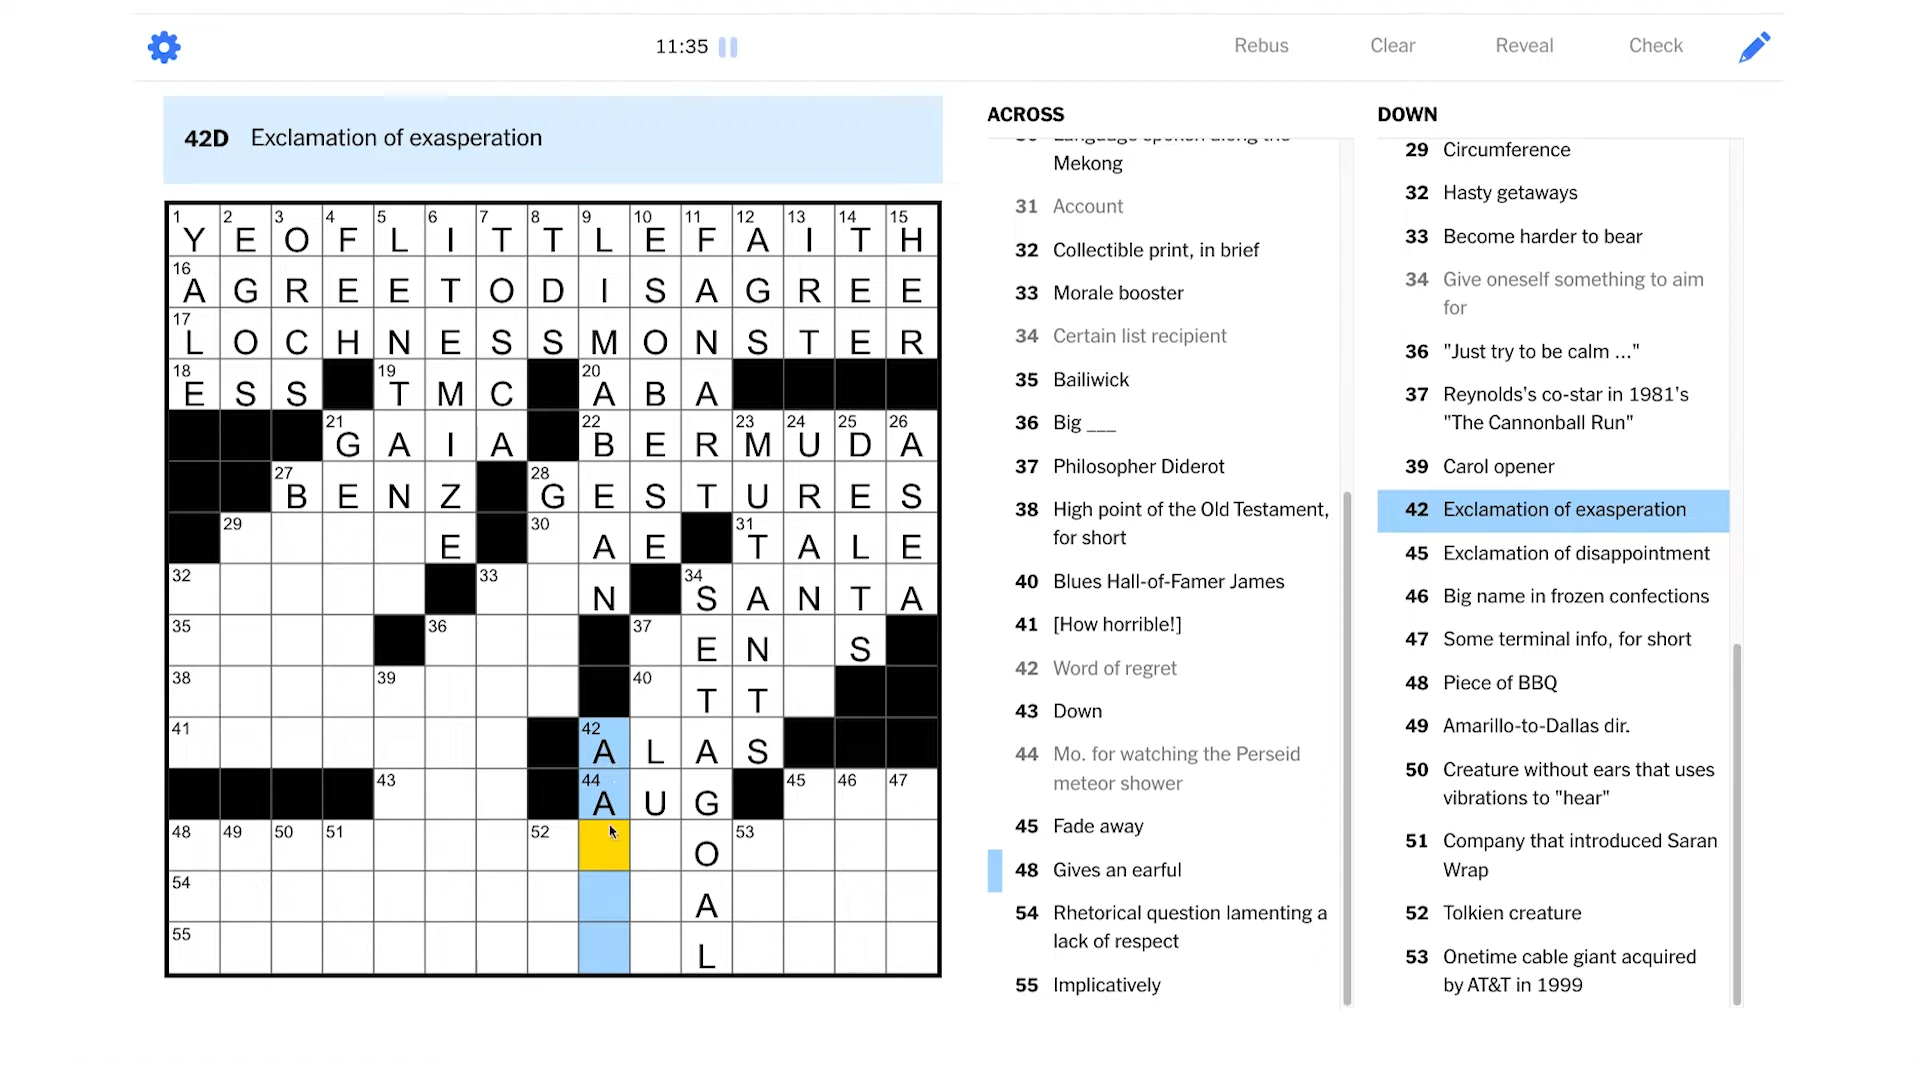 11:35
Rebus
Clear
Reveal
Check
42D Exclamation of exasperation
1 2 3 4 5 6 7 8 9 10 11 12 13 14 15
Y E O F L I T T L E F A I T H
16
A G R E E T O D I S A G R E E
17
L O C H N E S S M O N S T E R
18 19 20
E S S T M C A B A
21 22 23 24 25 26
G A I A B E R M U D A
27 28
B E N Z G E S T U R E S
29 30 31
E A E T A L E
32 33 34
N S A N T A
35 36 37
E N S
38 39 40
T T
41 42
A L A S
43 44 45 46 47
A U G
48 49 50 51 52 53
O
54
A
55
L
ACROSS
Mekong
31 Account
32 Collectible print, in brief
33 Morale booster
34 Certain list recipient
35 Bailiwick
36 Big ___
37 Philosopher Diderot
38 High point of the Old Testament,
for short
40 Blues Hall-of-Famer James
41 [How horrible!]
42 Word of regret
43 Down
44 Mo. for watching the Perseid
meteor shower
45 Fade away
48 Gives an earful
54 Rhetorical question lamenting a
lack of respect
55 Implicatively
DOWN
29 Circumference
32 Hasty getaways
33 Become harder to bear
34 Give oneself something to aim
for
36 "Just try to be calm ..."
37 Reynolds's co-star in 1981's
"The Cannonball Run"
39 Carol opener
42 Exclamation of exasperation
45 Exclamation of disappointment
46 Big name in frozen confections
47 Some terminal info, for short
48 Piece of BBQ
49 Amarillo-to-Dallas dir.
50 Creature without ears that uses
vibrations to "hear"
51 Company that introduced Saran
Wrap
52 Tolkien creature
53 Onetime cable giant acquired
by AT&T in 1999